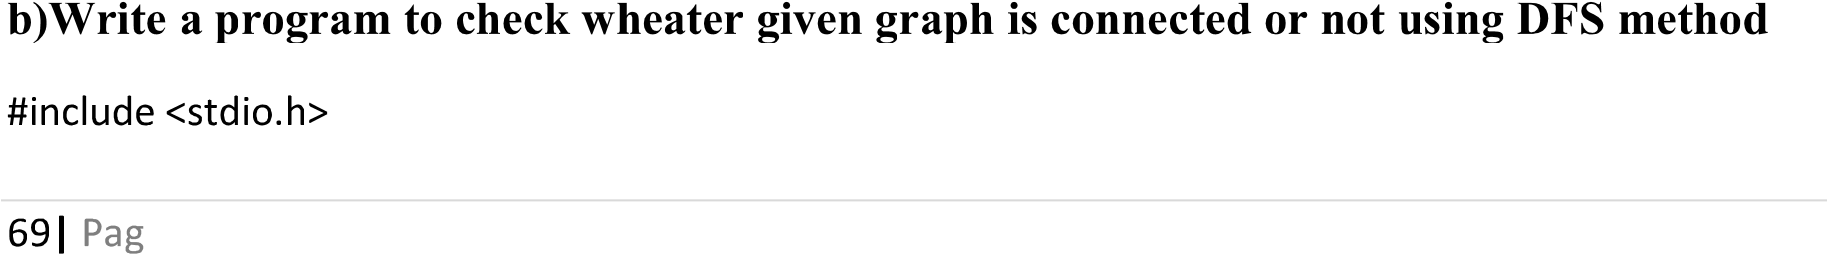 b)Write a program to check wheater given graph is connected or not using DFS method
#include <stdio.h>
69| Pag